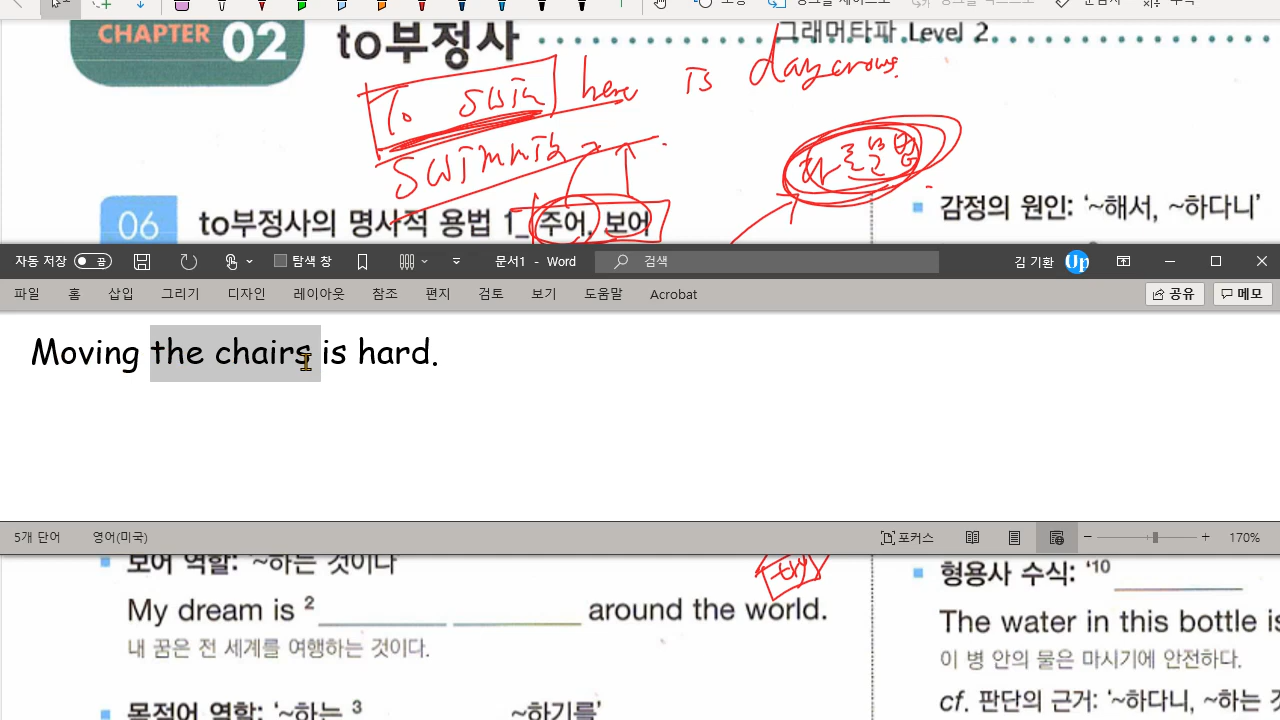 CHAPTER 02 to부정사
그래머타파 Level 2
To swim here is dangerous.
06 to부정사의 명사적 용법 1_ 주어, 보어
감정의 원인: ‘~해서, ~하다니’
자동 저장 끔 탐색 창 문서1 - Word 검색 김 기환 Up
파일 홈 삽입 그리기 디자인 레이아웃 참조 편지 검토 보기 도움말 Acrobat 공유 메모
Moving the chairs is hard.
5개 단어 영어(미국) 포커스 170%
보어 역할: ‘~하는 것이다
try
My dream is 2 ________ ________ around the world.
내 꿈은 전 세계를 여행하는 것이다.
목적어 역할: ‘~하는 3 ~하기를’
형용사 수식: ‘10 ________
The water in this bottle is
이 병 안의 물은 마시기에 안전하다.
cf. 판단의 근거: ‘~하다니, ~하는 것